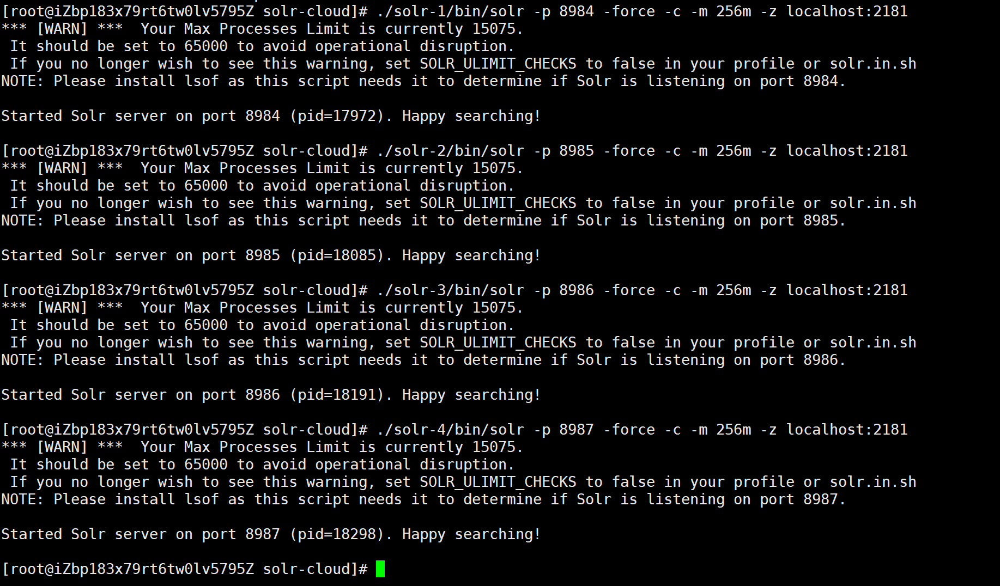 [root@iZbp183x79rt6tw0lv5795Z solr-cloud]# ./solr-1/bin/solr -p 8984 -force -c -m 256m -z localhost:2181
*** [WARN] ***  Your Max Processes Limit is currently 15075.
 It should be set to 65000 to avoid operational disruption.
 If you no longer wish to see this warning, set SOLR_ULIMIT_CHECKS to false in your profile or solr.in.sh
NOTE: Please install lsof as this script needs it to determine if Solr is listening on port 8984.

Started Solr server on port 8984 (pid=17972). Happy searching!

[root@iZbp183x79rt6tw0lv5795Z solr-cloud]# ./solr-2/bin/solr -p 8985 -force -c -m 256m -z localhost:2181
*** [WARN] ***  Your Max Processes Limit is currently 15075.
 It should be set to 65000 to avoid operational disruption.
 If you no longer wish to see this warning, set SOLR_ULIMIT_CHECKS to false in your profile or solr.in.sh
NOTE: Please install lsof as this script needs it to determine if Solr is listening on port 8985.

Started Solr server on port 8985 (pid=18085). Happy searching!

[root@iZbp183x79rt6tw0lv5795Z solr-cloud]# ./solr-3/bin/solr -p 8986 -force -c -m 256m -z localhost:2181
*** [WARN] ***  Your Max Processes Limit is currently 15075.
 It should be set to 65000 to avoid operational disruption.
 If you no longer wish to see this warning, set SOLR_ULIMIT_CHECKS to false in your profile or solr.in.sh
NOTE: Please install lsof as this script needs it to determine if Solr is listening on port 8986.

Started Solr server on port 8986 (pid=18191). Happy searching!

[root@iZbp183x79rt6tw0lv5795Z solr-cloud]# ./solr-4/bin/solr -p 8987 -force -c -m 256m -z localhost:2181
*** [WARN] ***  Your Max Processes Limit is currently 15075.
 It should be set to 65000 to avoid operational disruption.
 If you no longer wish to see this warning, set SOLR_ULIMIT_CHECKS to false in your profile or solr.in.sh
NOTE: Please install lsof as this script needs it to determine if Solr is listening on port 8987.

Started Solr server on port 8987 (pid=18298). Happy searching!

[root@iZbp183x79rt6tw0lv5795Z solr-cloud]#